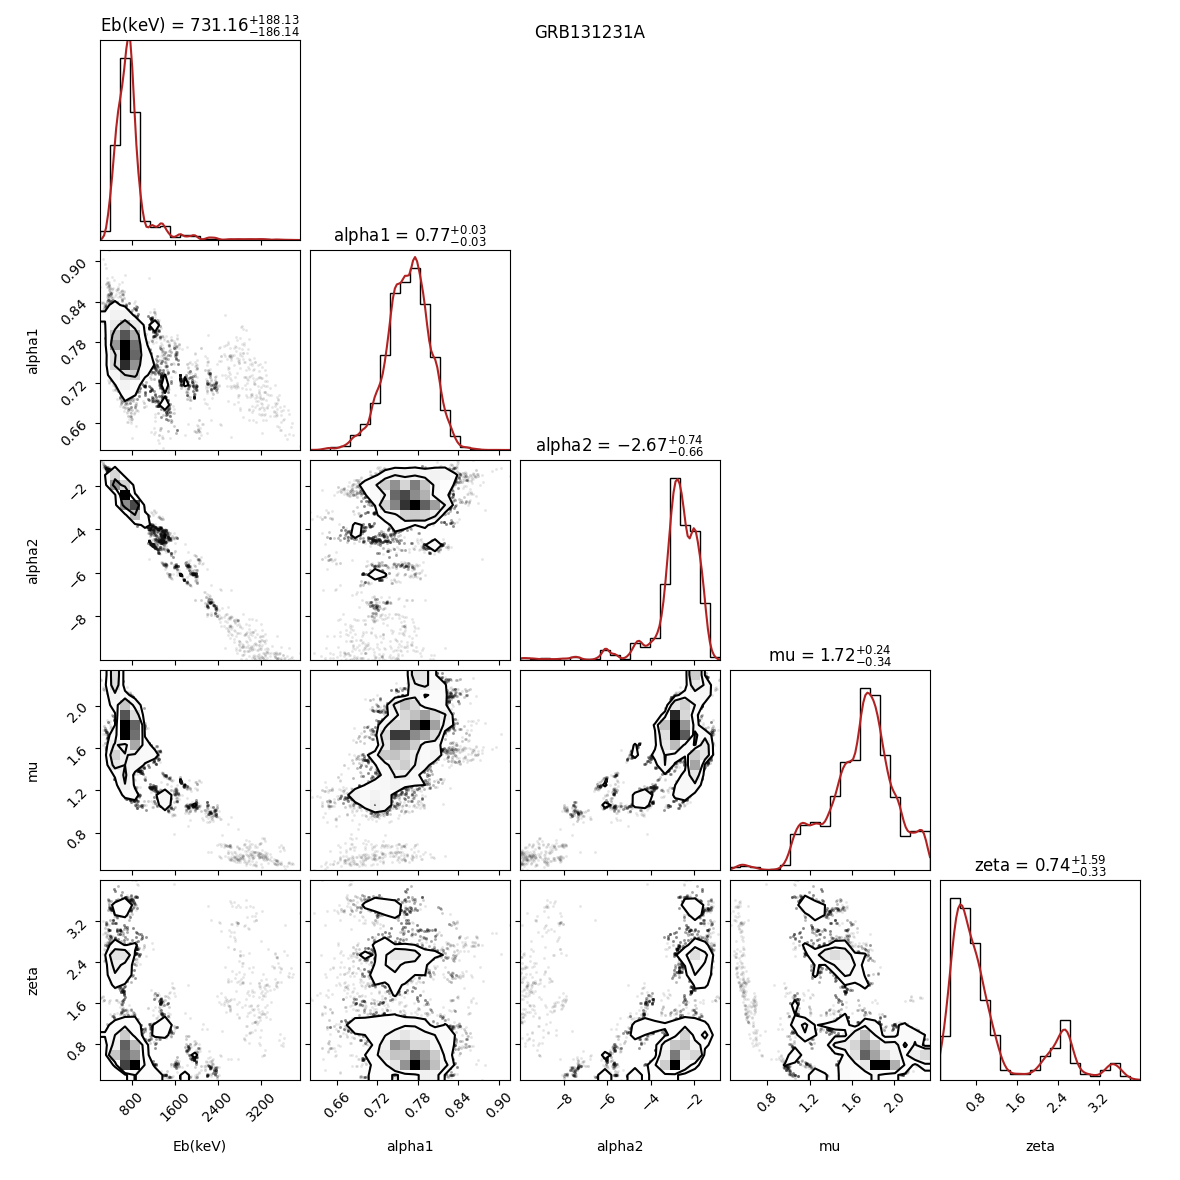 GRB131231A
Eb(keV) = 731.16+188.13−186.14
alpha1 = 0.77+0.03−0.03
0.90
0.84
0.78
0.72
0.66
alpha1
alpha2 = −2.67+0.74−0.66
−2
−4
−6
−8
alpha2
mu = 1.72+0.24−0.34
2.0
1.6
1.2
0.8
mu
zeta = 0.74+1.59−0.33
3.2
2.4
1.6
0.8
zeta
800 1600 2400 3200
0.66 0.72 0.78 0.84 0.90
−8 −6 −4 −2
0.8 1.2 1.6 2.0
0.8 1.6 2.4 3.2
Eb(keV) alpha1 alpha2 mu zeta